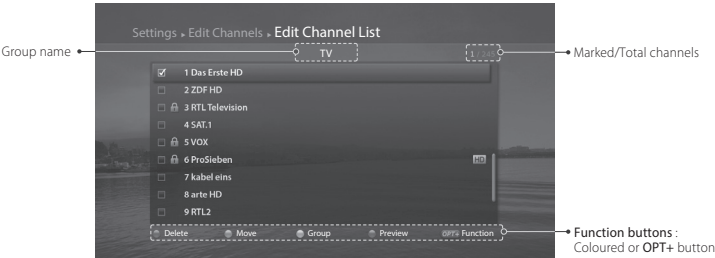 Settings ▸ Edit Channels ▸ Edit Channel List
Group name
TV
1 / 245
Marked/Total channels
1 Das Erste HD
2 ZDF HD
3 RTL Television
4 SAT.1
5 VOX
6 ProSieben HD
7 kabel eins
8 arte HD
9 RTL2
Delete Move Group Preview OPT+ Function
Function buttons :
Coloured or OPT+ button